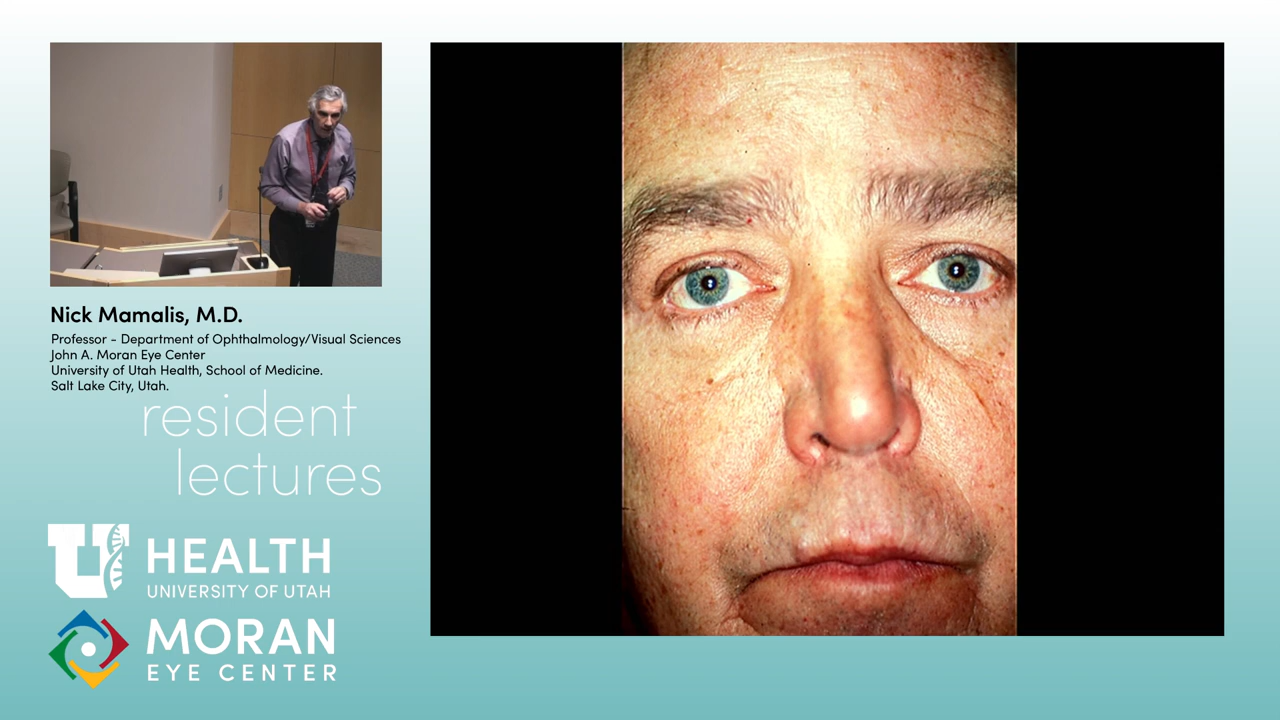 Nick Mamalis, M.D.
Professor - Department of Ophthalmology/Visual Sciences
John A. Moran Eye Center
University of Utah Health, School of Medicine.
Salt Lake City, Utah.
resident
lectures
U HEALTH
UNIVERSITY OF UTAH
MORAN
EYE CENTER